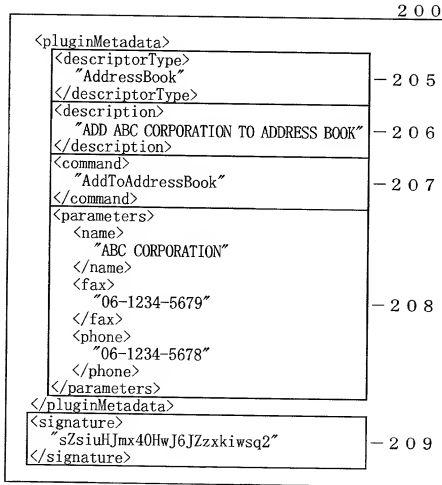 200
<pluginMetadata>
<descriptorType>
"AddressBook"
</descriptorType>
205
<description>
"ADD ABC CORPORATION TO ADDRESS BOOK"
</description>
206
<command>
"AddToAddressBook"
</command>
207
<parameters>
<name>
"ABC CORPORATION"
</name>
<fax>
"06-1234-5679"
</fax>
<phone>
"06-1234-5678"
</phone>
</parameters>
208
</pluginMetadata>
<signature>
"sZsiuHJmx40HwJ6JZzxkiwsq2"
</signature>
209